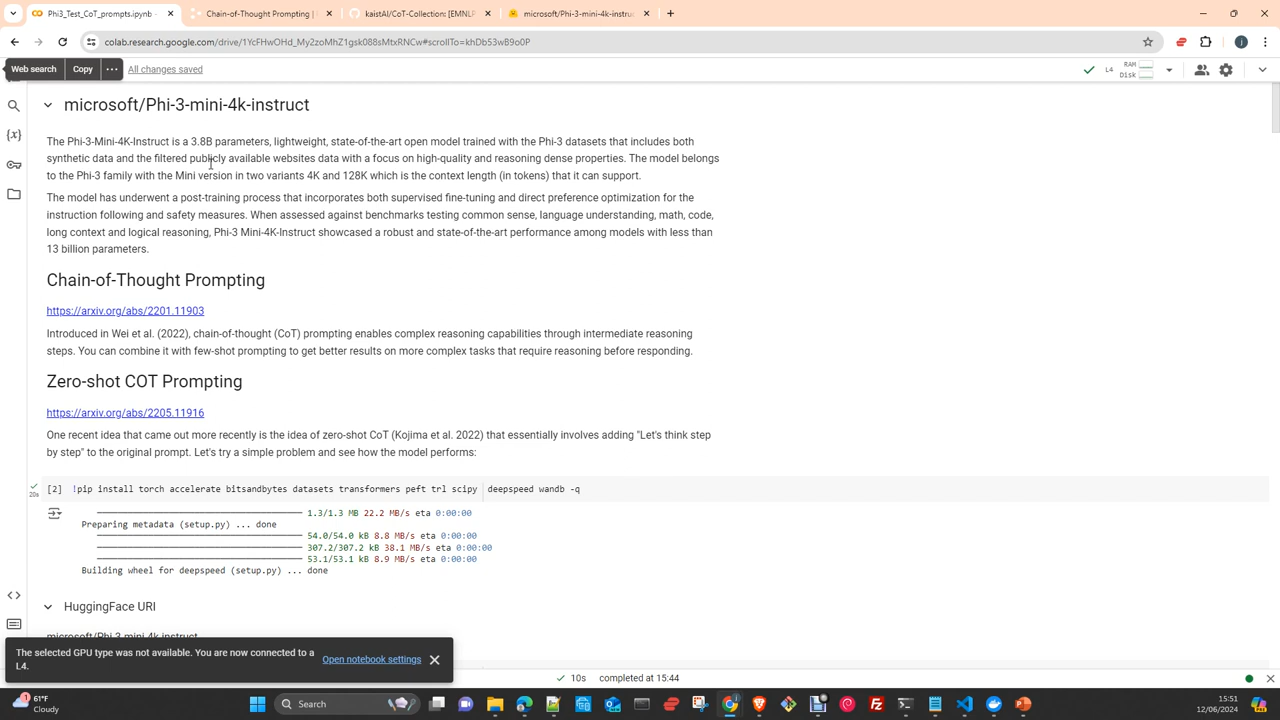 Phi3_Test_CoT_prompts.ipynb
Chain-of-Thought Prompting | T
kaistAI/CoT-Collection: [EMNLP
microsoft/Phi-3-mini-4k-instruc
colab.research.google.com/drive/1YcFHwOHd_My2zoMhZ1gsk088sMtxRNCw#scrollTo=khDb53wB9o0P
Web search
Copy
All changes saved
L4
RAM
Disk
microsoft/Phi-3-mini-4k-instruct
The Phi-3-Mini-4K-Instruct is a 3.8B parameters, lightweight, state-of-the-art open model trained with the Phi-3 datasets that includes both
synthetic data and the filtered publicly available websites data with a focus on high-quality and reasoning dense properties. The model belongs
to the Phi-3 family with the Mini version in two variants 4K and 128K which is the context length (in tokens) that it can support.
The model has underwent a post-training process that incorporates both supervised fine-tuning and direct preference optimization for the
instruction following and safety measures. When assessed against benchmarks testing common sense, language understanding, math, code,
long context and logical reasoning, Phi-3 Mini-4K-Instruct showcased a robust and state-of-the-art performance among models with less than
13 billion parameters.
Chain-of-Thought Prompting
https://arxiv.org/abs/2201.11903
Introduced in Wei et al. (2022), chain-of-thought (CoT) prompting enables complex reasoning capabilities through intermediate reasoning
steps. You can combine it with few-shot prompting to get better results on more complex tasks that require reasoning before responding.
Zero-shot COT Prompting
https://arxiv.org/abs/2205.11916
One recent idea that came out more recently is the idea of zero-shot CoT (Kojima et al. 2022) that essentially involves adding "Let's think step
by step" to the original prompt. Let's try a simple problem and see how the model performs:
20s
[2] !pip install torch accelerate bitsandbytes datasets transformers peft trl scipy deepspeed wandb -q
1.3/1.3 MB 22.2 MB/s eta 0:00:00
Preparing metadata (setup.py) ... done
54.0/54.0 kB 8.8 MB/s eta 0:00:00
307.2/307.2 kB 38.1 MB/s eta 0:00:00
53.1/53.1 kB 8.9 MB/s eta 0:00:00
Building wheel for deepspeed (setup.py) ... done
HuggingFace URI
microsoft/Phi-3-mini-4k-instruct
The selected GPU type was not available. You are now connected to a
L4.
Open notebook settings
10s completed at 15:44
61°F
Cloudy
Search
15:51
12/06/2024